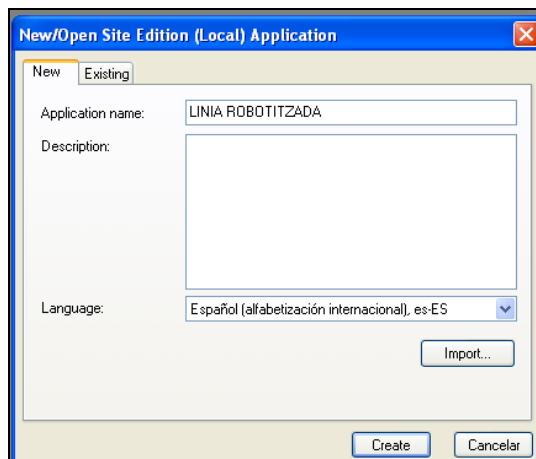 New/Open Site Edition (Local) Application
New Existing
Application name: LINIA ROBOTITZADA
Description:
Language: Español (alfabetización internacional), es-ES
Import...
Create Cancelar